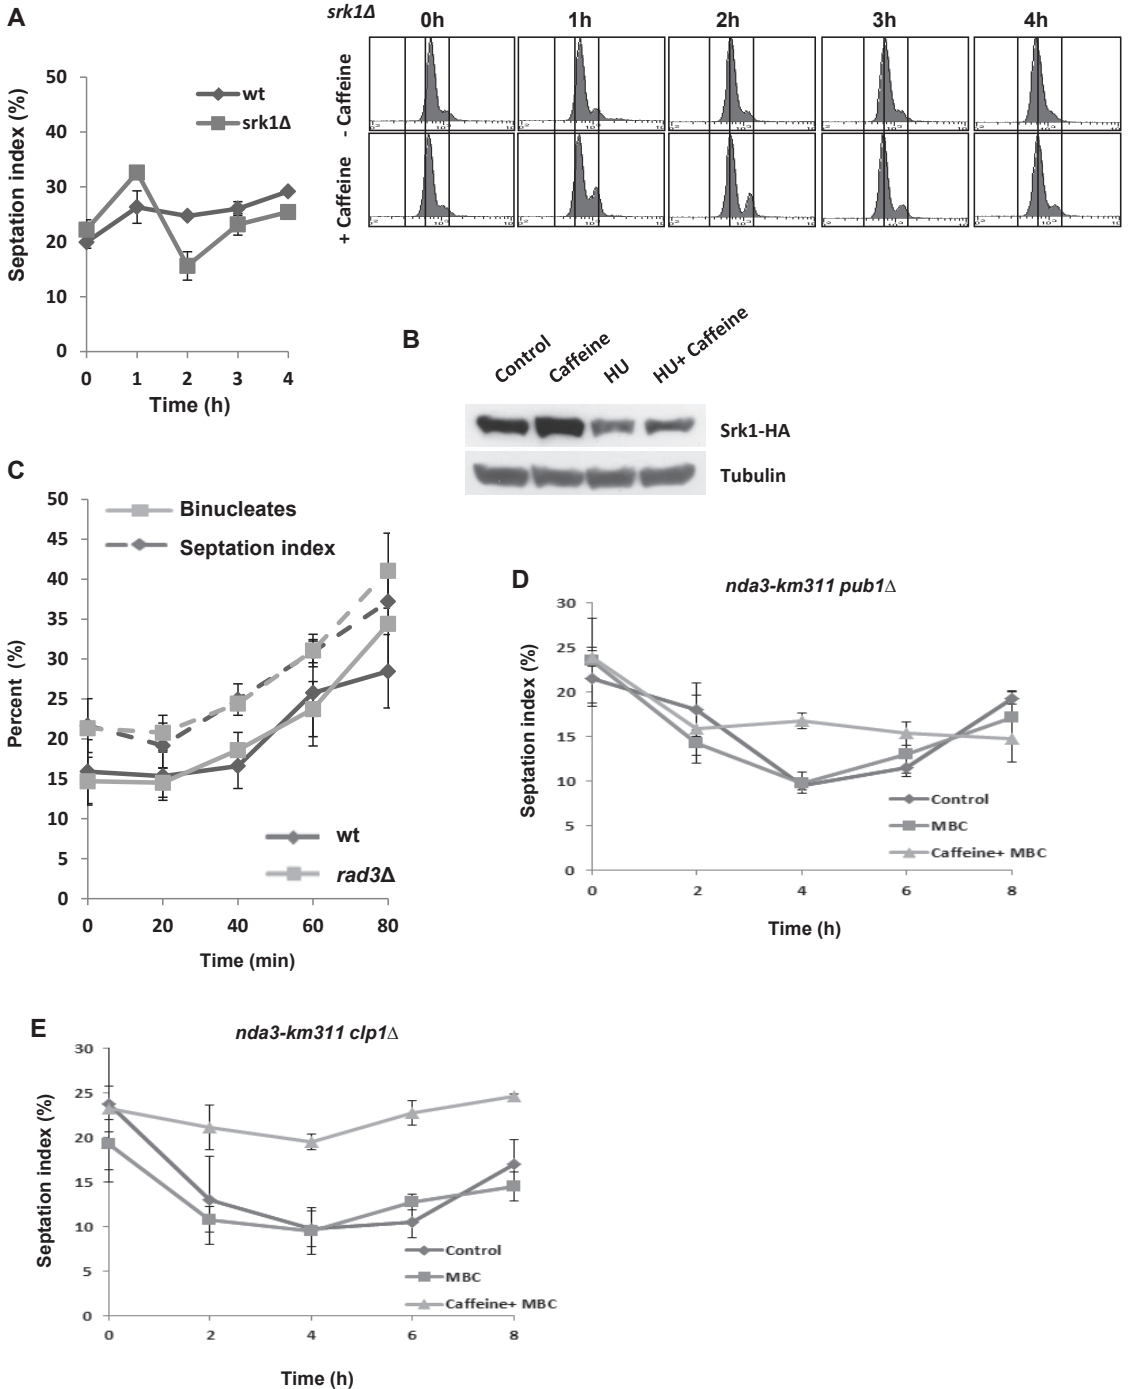 A
srk1Δ
0h
1h
2h
3h
4h
- Caffeine
+ Caffeine
Septation index (%)
50
40
30
20
10
0
wt
srk1Δ
0 1 2 3 4
Time (h)
B
Control
Caffeine
HU
HU+ Caffeine
Srk1-HA
Tubulin
C
Percent (%)
50
45
40
35
30
25
20
15
10
5
0
Binucleates
Septation index
wt
rad3Δ
0 20 40 60 80
Time (min)
D
nda3-km311 pub1Δ
Septation index (%)
30
25
20
15
10
5
0
Control
MBC
Caffeine+ MBC
0 2 4 6 8
Time (h)
E
nda3-km311 clp1Δ
Septation index (%)
30
25
20
15
10
5
0
Control
MBC
Caffeine+ MBC
0 2 4 6 8
Time (h)